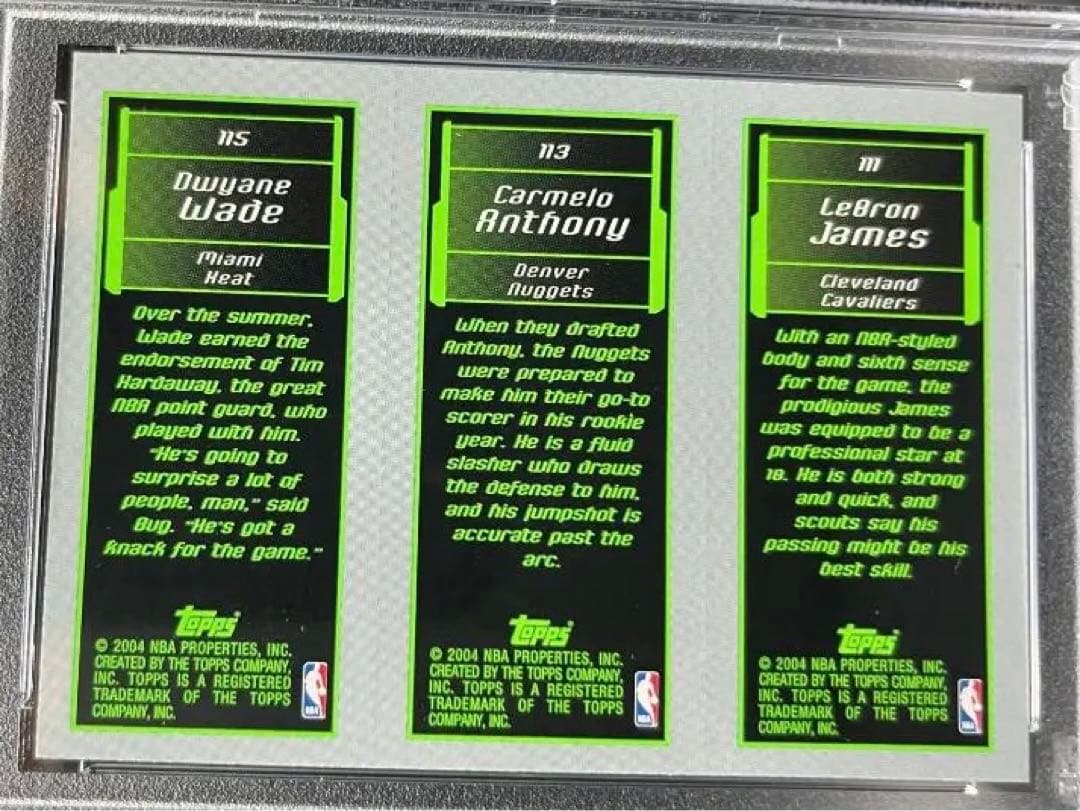 115
Dwyane
Wade
Miami
Heat
Over the summer,
Wade earned the
endorsement of Tim
Hardaway, the great
NBA point guard, who
played with him.
"He's going to
surprise a lot of
people, man," said
Bug. "He's got a
knack for the game."
Topps
© 2004 NBA PROPERTIES, INC.
CREATED BY THE TOPPS COMPANY,
INC. TOPPS IS A REGISTERED
TRADEMARK OF THE TOPPS
COMPANY, INC.
NBA
113
Carmelo
Anthony
Denver
Nuggets
When they drafted
Anthony, the Nuggets
were prepared to
make him their go-to
scorer in his rookie
year. He is a fluid
slasher who draws
the defense to him,
and his jumpshot is
accurate past the
arc.
Topps
© 2004 NBA PROPERTIES, INC.
CREATED BY THE TOPPS COMPANY,
INC. TOPPS IS A REGISTERED
TRADEMARK OF THE TOPPS
COMPANY, INC.
NBA
111
LeBron
James
Cleveland
Cavaliers
With an NBA-styled
body and sixth sense
for the game, the
prodigious James
was equipped to be a
professional star at
18. He is both strong
and quick, and
scouts say his
passing might be his
best skill.
Topps
© 2004 NBA PROPERTIES, INC.
CREATED BY THE TOPPS COMPANY,
INC. TOPPS IS A REGISTERED
TRADEMARK OF THE TOPPS
COMPANY, INC.
NBA